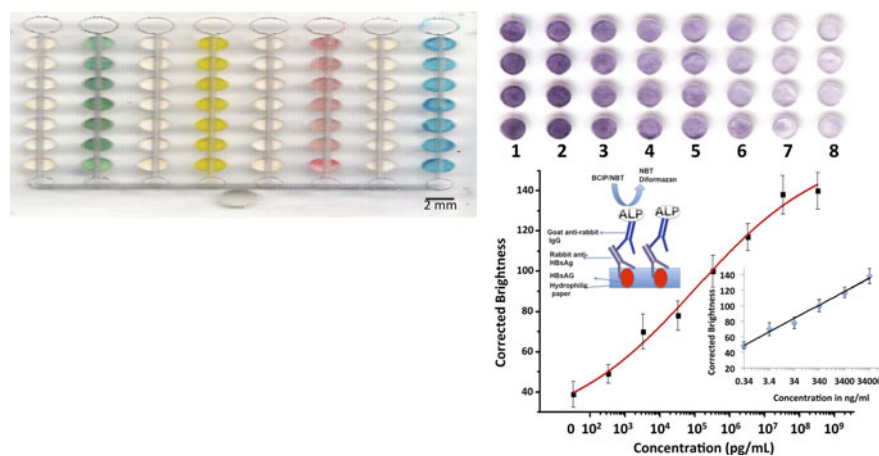 2 mm
1 2 3 4 5 6 7 8
140
120
100
80
60
40
Corrected Brightness
BCIP/NBT
NBT
Diformazan
ALP
ALP
Goat anti-rabbit
IgG
Rabbit anti-
HBsAg
HBsAG
Hydrophilic
paper
140
120
100
80
60
40
20
Corrected Brightness
0.34 3.4 34 340 3400 34000
Concentration in ng/ml
0 10² 10³ 10⁴ 10⁵ 10⁶ 10⁷ 10⁸ 10⁹
Concentration (pg/mL)